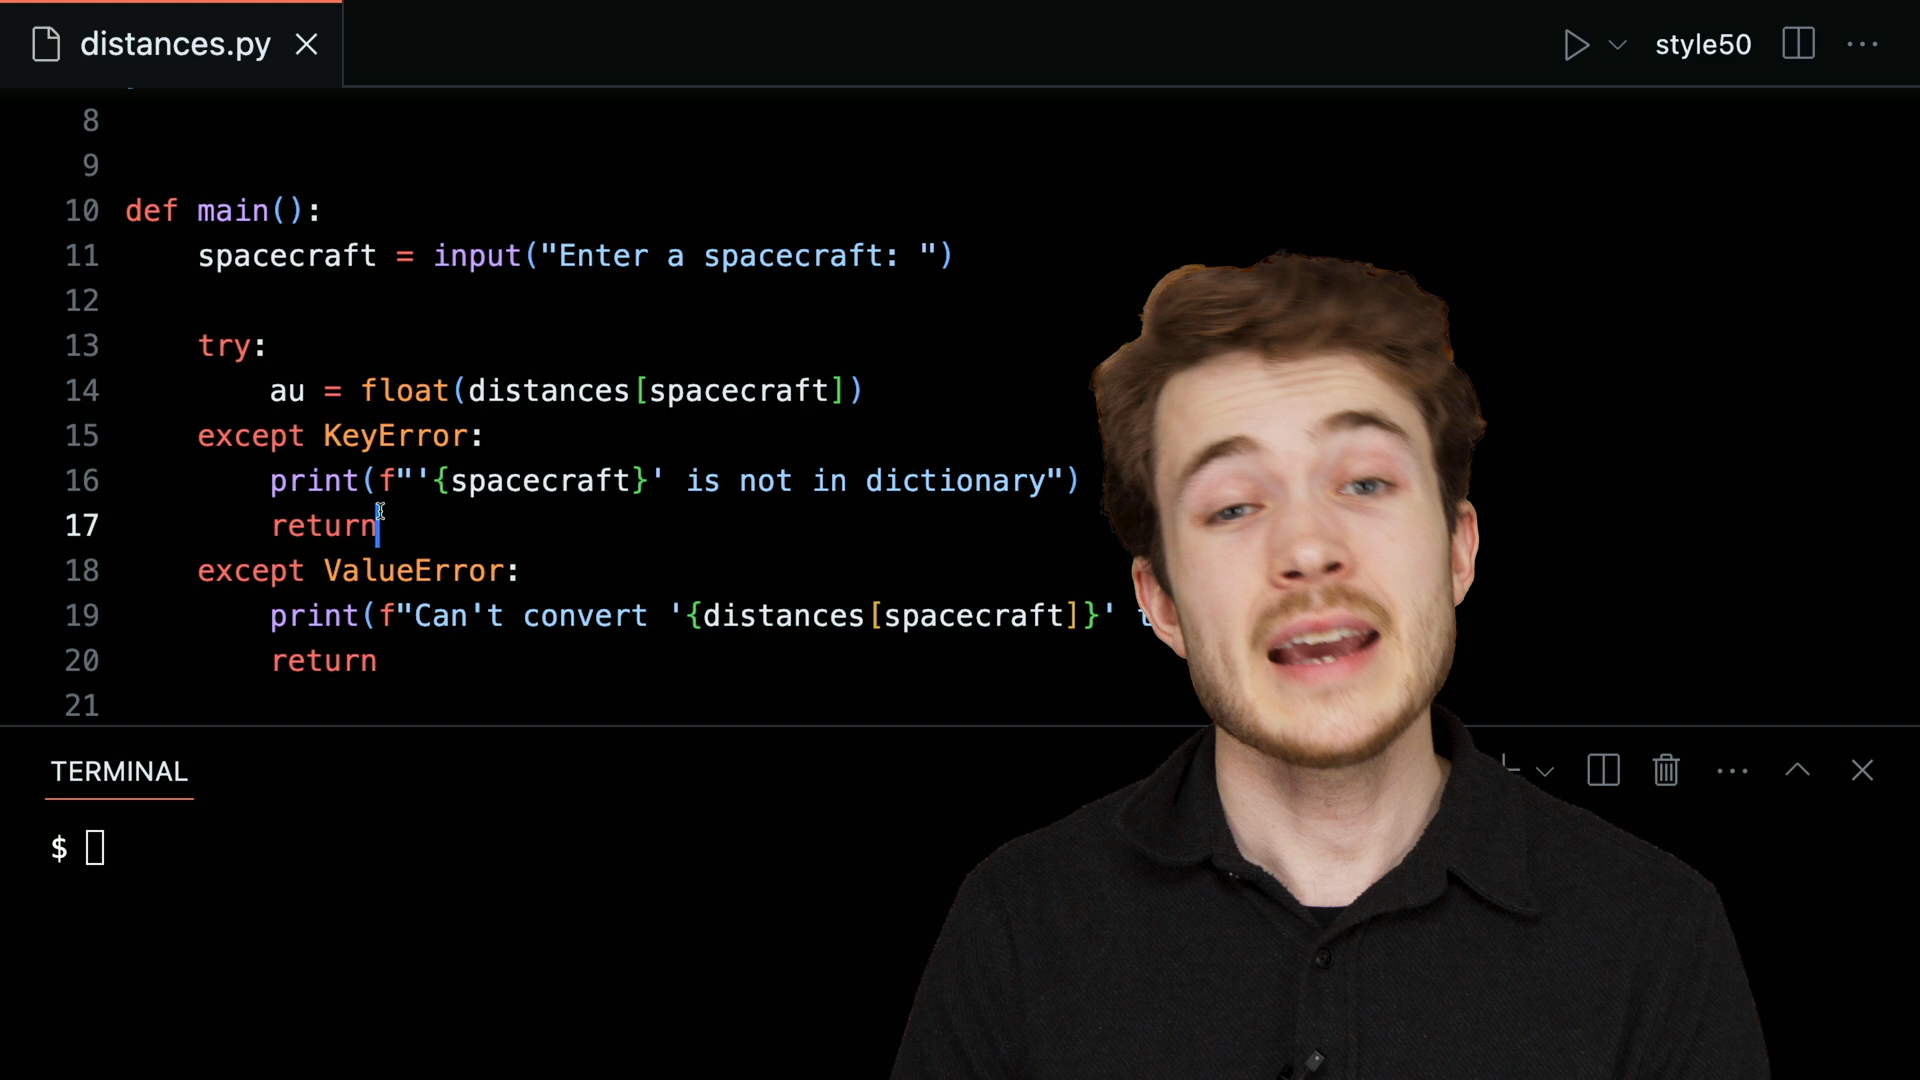 distances.py
style50
8
9
10 def main():
11 spacecraft = input("Enter a spacecraft: ")
12
13 try:
14 au = float(distances[spacecraft])
15 except KeyError:
16 print(f"'{spacecraft}' is not in dictionary")
17 return
18 except ValueError:
19 print(f"Can't convert '{distances[spacecraft]}'
20 return
21
TERMINAL
$